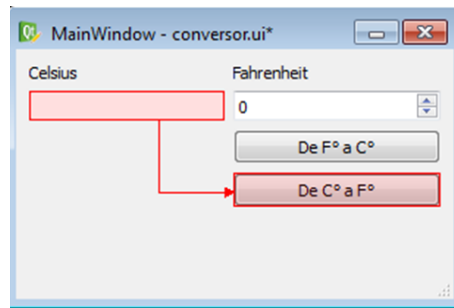 MainWindow - conversor.ui*
Celsius Fahrenheit
0
De F° a C°
De C° a F°